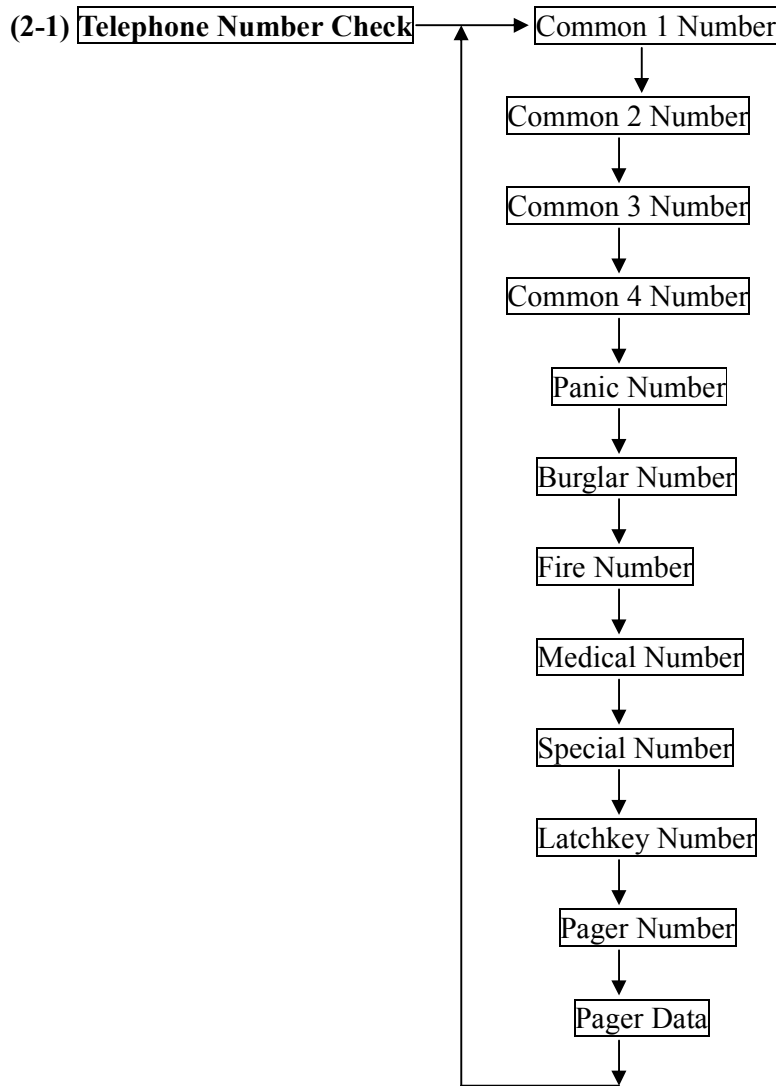 (2-1) Telephone Number Check Common 1 Number
Common 2 Number
Common 3 Number
Common 4 Number
Panic Number
Burglar Number
Fire Number
Medical Number
Special Number
Latchkey Number
Pager Number
Pager Data